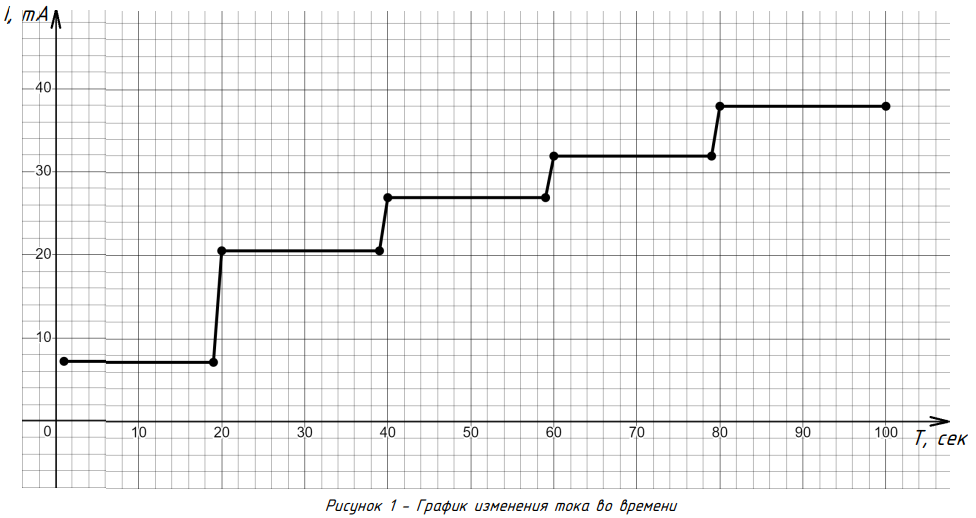 I, mA
40
30
20
10
0 10 20 30 40 50 60 70 80 90 100
T, сек
Рисунок 1 - График изменения тока во времени